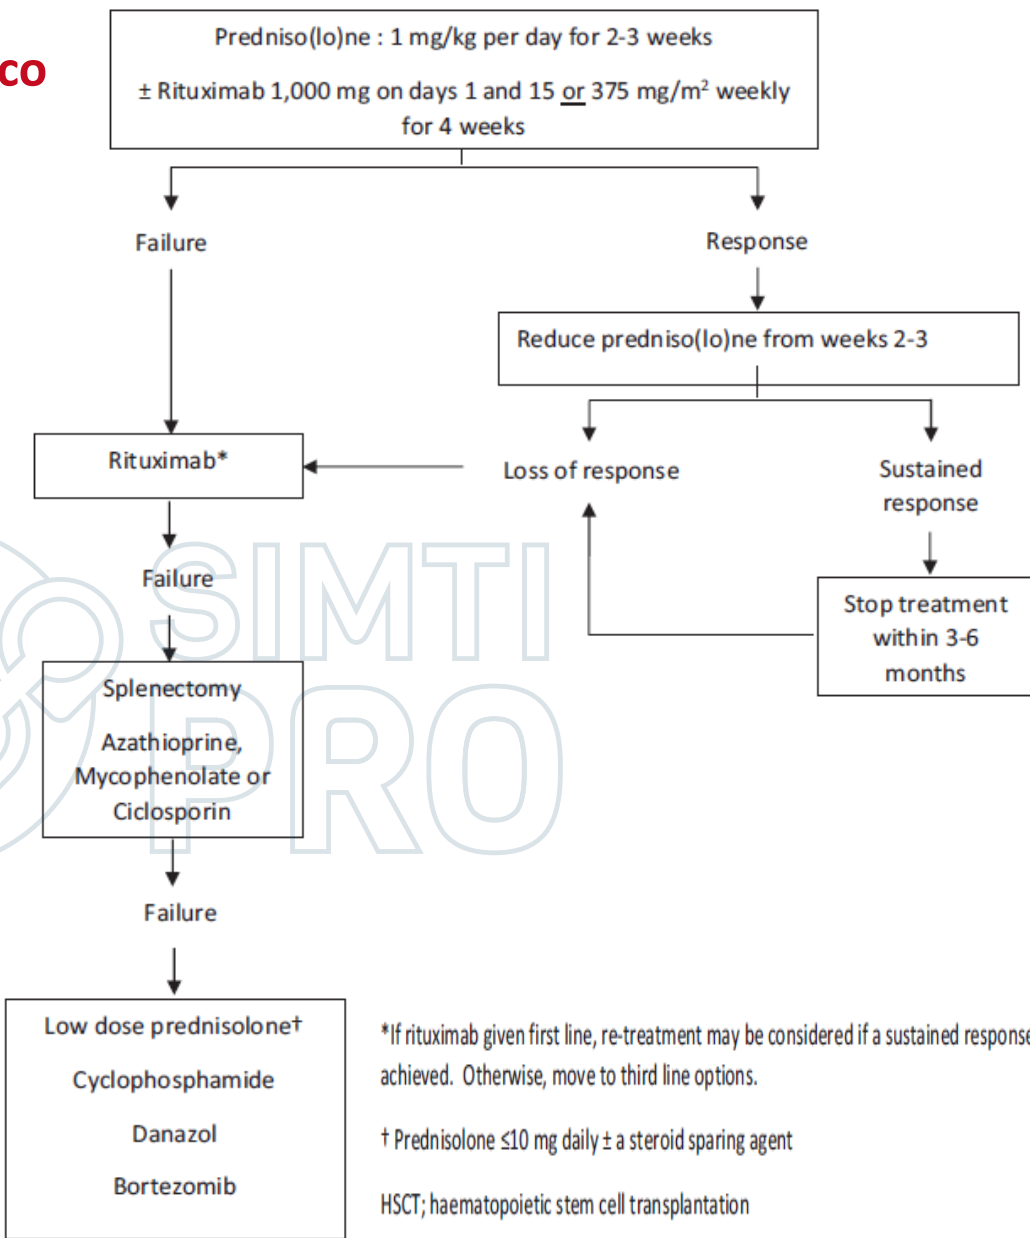 co
Predniso(lo)ne : 1 mg/kg per day for 2-3 weeks
± Rituximab 1,000 mg on days 1 and 15 or 375 mg/m² weekly
for 4 weeks
Failure
Response
Reduce predniso(lo)ne from weeks 2-3
Rituximab*
Loss of response
Sustained
response
Failure
Stop treatment
within 3-6
months
SIMTI
PRO
Splenectomy
Azathioprine,
Mycophenolate or
Ciclosporin
Failure
Low dose prednisolone†
Cyclophosphamide
Danazol
Bortezomib
*If rituximab given first line, re-treatment may be considered if a sustained response
achieved. Otherwise, move to third line options.
† Prednisolone ≤10 mg daily ± a steroid sparing agent
HSCT; haematopoietic stem cell transplantation